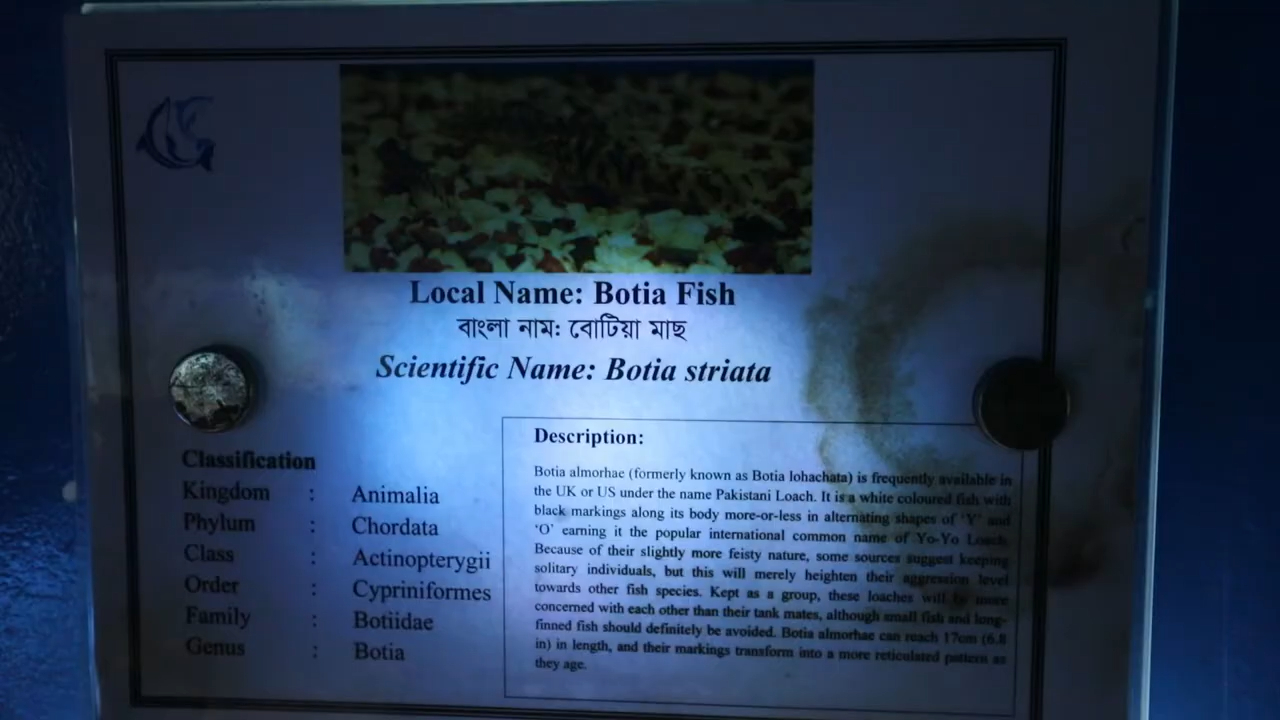 Local Name: Botia Fish
বাংলা নাম: বোটিয়া মাছ
Scientific Name: Botia striata
Classification
Kingdom : Animalia
Phylum : Chordata
Class : Actinopterygii
Order : Cypriniformes
Family : Botiidae
Genus : Botia
Description:
Botia almorhae (formerly known as Botia lohachata) is frequently available in
the UK or US under the name Pakistani Loach. It is a white coloured fish with
black markings along its body more-or-less in alternating shapes of 'Y' and
'O' earning it the popular international common name of Yo-Yo Loach.
Because of their slightly more feisty nature, some sources suggest keeping
solitary individuals, but this will merely heighten their aggression level
towards other fish species. Kept as a group, these loaches will be more
concerned with each other than their tank mates, although small fish and long-
finned fish should definitely be avoided. Botia almorhae can reach 17cm (6.8
in) in length, and their markings transform into a more reticulated pattern as
they age.